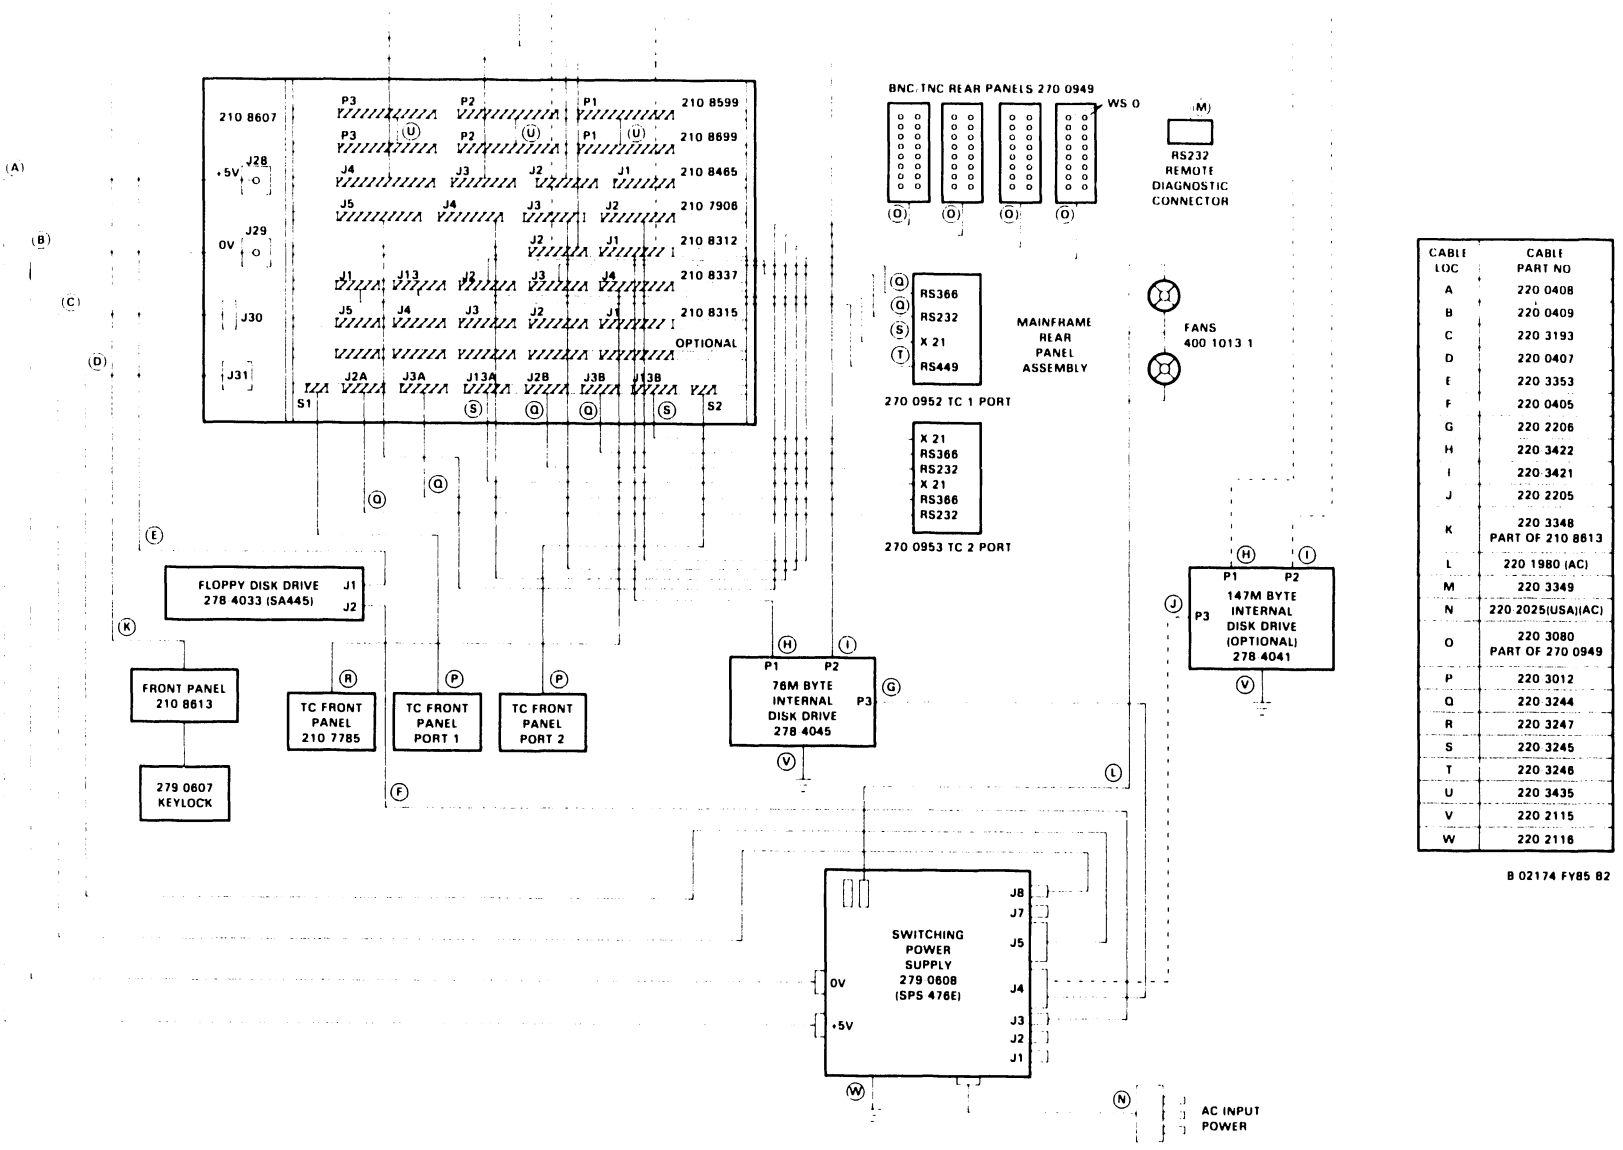 BNC/TNC REAR PANELS 270 0949
WS 0
(M)
RS232
REMOTE
DIAGNOSTIC
CONNECTOR
(O) (O) (O) (O)
210 8607
P3 P2 P1 210 8599
(U) (U) (U)
P3 P2 P1 210 8699
(A)
+5V J28
J4 J3 J2 J1 210 8465
J5 J4 J3 J2 210 7906
(B)
0V J29
J2 J1 210 8312
J1 J13 J2 J3 J4 210 8337
(C)
J30
J5 J4 J3 J2 J1 210 8315
OPTIONAL
(D)
J31
J2A J3A J13A J2B J3B J13B
S1 (S) (Q) (Q) (S) S2
(Q) (Q)
(Q) RS366
(Q) RS232
(S) X 21
(T) RS449
270 0952 TC 1 PORT
MAINFRAME
REAR
PANEL
ASSEMBLY
FANS
400 1013 1
X 21
RS366
RS232
X 21
RS366
RS232
270 0953 TC 2 PORT
(E)
FLOPPY DISK DRIVE J1
278 4033 (SA445) J2
(K)
FRONT PANEL
210 8613
279 0607
KEYLOCK
(R)
TC FRONT
PANEL
210 7785
(P)
TC FRONT
PANEL
PORT 1
(P)
TC FRONT
PANEL
PORT 2
(F)
(H) (I)
P1 P2
76M BYTE
INTERNAL
DISK DRIVE
278 4045
P3 (G)
(V)
(L)
(H) (I)
P1 P2
(J) P3
147M BYTE
INTERNAL
DISK DRIVE
(OPTIONAL)
278 4041
(V)
SWITCHING
POWER
SUPPLY
279 0608
(SPS 476E)
0V
+5V
J8
J7
J5
J4
J3
J2
J1
(W)
(N)
AC INPUT
POWER
CABLE LOC CABLE PART NO
A 220 0408
B 220 0409
C 220 3193
D 220 0407
E 220 3353
F 220 0405
G 220 2206
H 220 3422
I 220 3421
J 220 2205
K 220 3348 PART OF 210 8613
L 220 1980 (AC)
M 220 3349
N 220 2025(USA)(AC)
O 220 3080 PART OF 270 0949
P 220 3012
Q 220 3244
R 220 3247
S 220 3245
T 220 3246
U 220 3435
V 220 2115
W 220 2116
B 02174 FY85 82